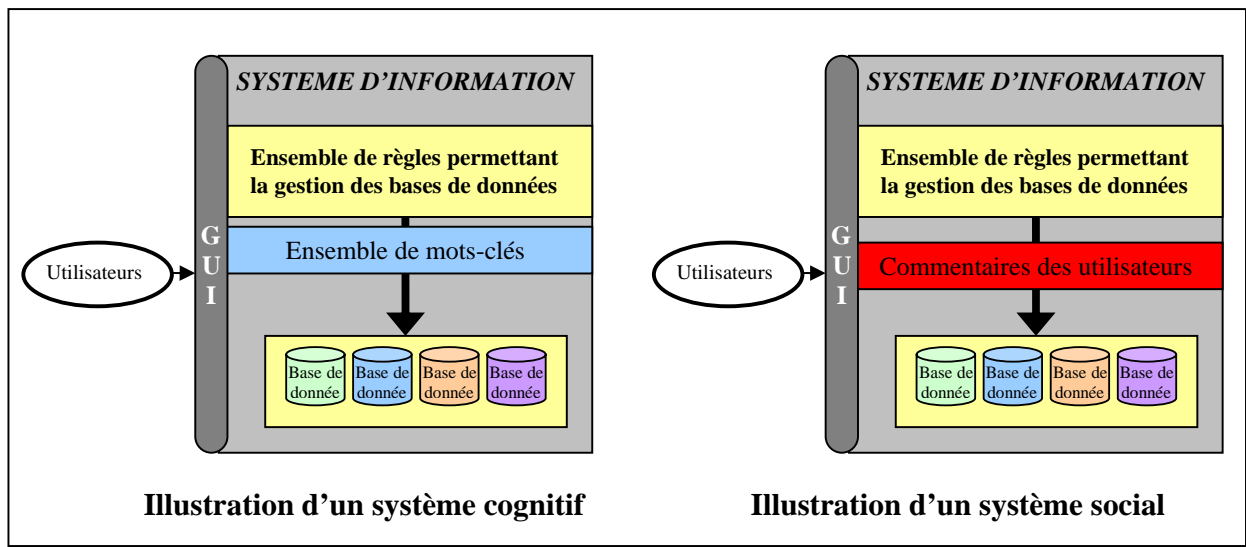 SYSTEME D'INFORMATION
Ensemble de règles permettant
la gestion des bases de données
G
U
I
Utilisateurs
Ensemble de mots-clés
Base de
donnée
Base de
donnée
Base de
donnée
Base de
donnée
Illustration d'un système cognitif
SYSTEME D'INFORMATION
Ensemble de règles permettant
la gestion des bases de données
G
U
I
Utilisateurs
Commentaires des utilisateurs
Base de
donnée
Base de
donnée
Base de
donnée
Base de
donnée
Illustration d'un système social